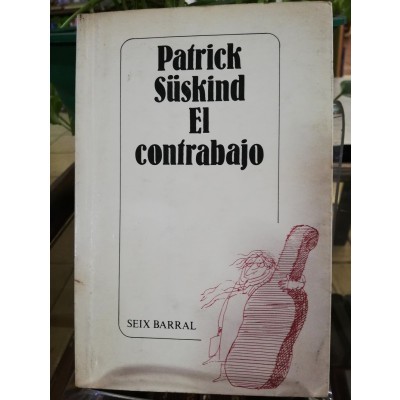 Patrick
Süskind
El
contrabajo
SEIX BARRAL